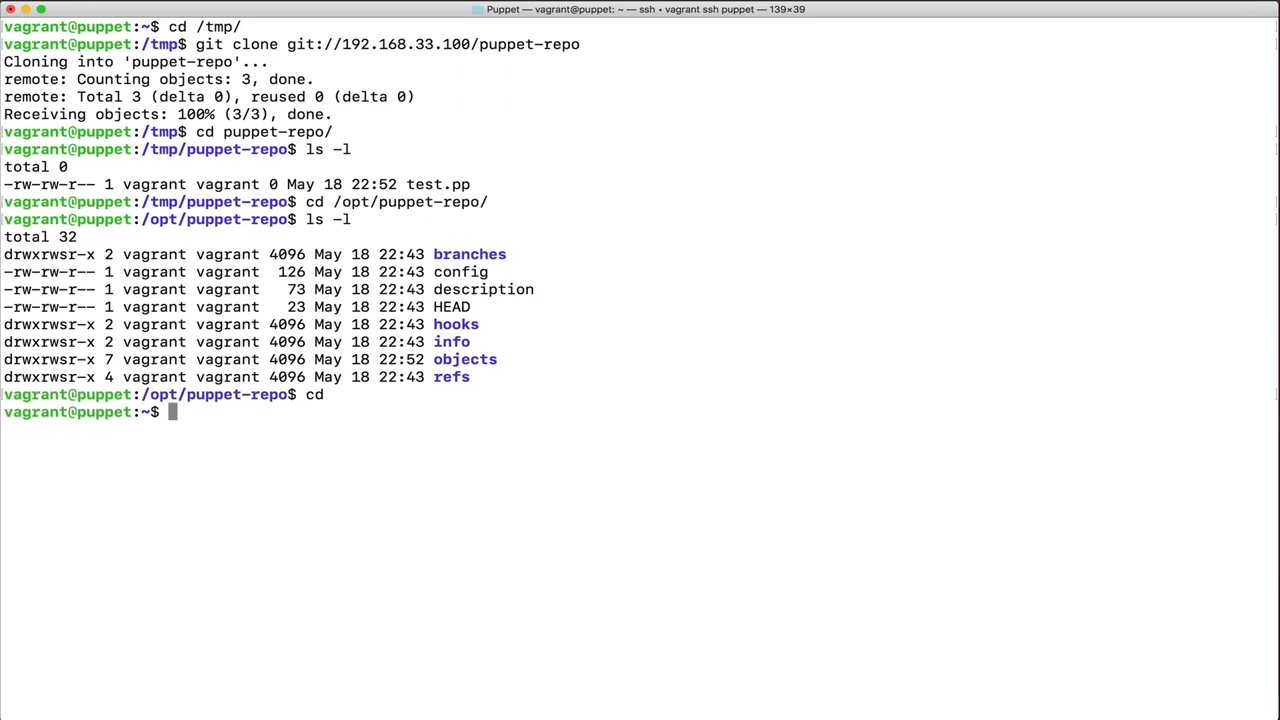 Puppet — vagrant@puppet: ~ — ssh • vagrant ssh puppet — 139×39
vagrant@puppet:~$ cd /tmp/
vagrant@puppet:/tmp$ git clone git://192.168.33.100/puppet-repo
Cloning into 'puppet-repo'...
remote: Counting objects: 3, done.
remote: Total 3 (delta 0), reused 0 (delta 0)
Receiving objects: 100% (3/3), done.
vagrant@puppet:/tmp$ cd puppet-repo/
vagrant@puppet:/tmp/puppet-repo$ ls -l
total 0
-rw-rw-r-- 1 vagrant vagrant 0 May 18 22:52 test.pp
vagrant@puppet:/tmp/puppet-repo$ cd /opt/puppet-repo/
vagrant@puppet:/opt/puppet-repo$ ls -l
total 32
drwxrwsr-x 2 vagrant vagrant 4096 May 18 22:43 branches
-rw-rw-r-- 1 vagrant vagrant  126 May 18 22:43 config
-rw-rw-r-- 1 vagrant vagrant   73 May 18 22:43 description
-rw-rw-r-- 1 vagrant vagrant   23 May 18 22:43 HEAD
drwxrwsr-x 2 vagrant vagrant 4096 May 18 22:43 hooks
drwxrwsr-x 2 vagrant vagrant 4096 May 18 22:43 info
drwxrwsr-x 7 vagrant vagrant 4096 May 18 22:52 objects
drwxrwsr-x 4 vagrant vagrant 4096 May 18 22:43 refs
vagrant@puppet:/opt/puppet-repo$ cd
vagrant@puppet:~$